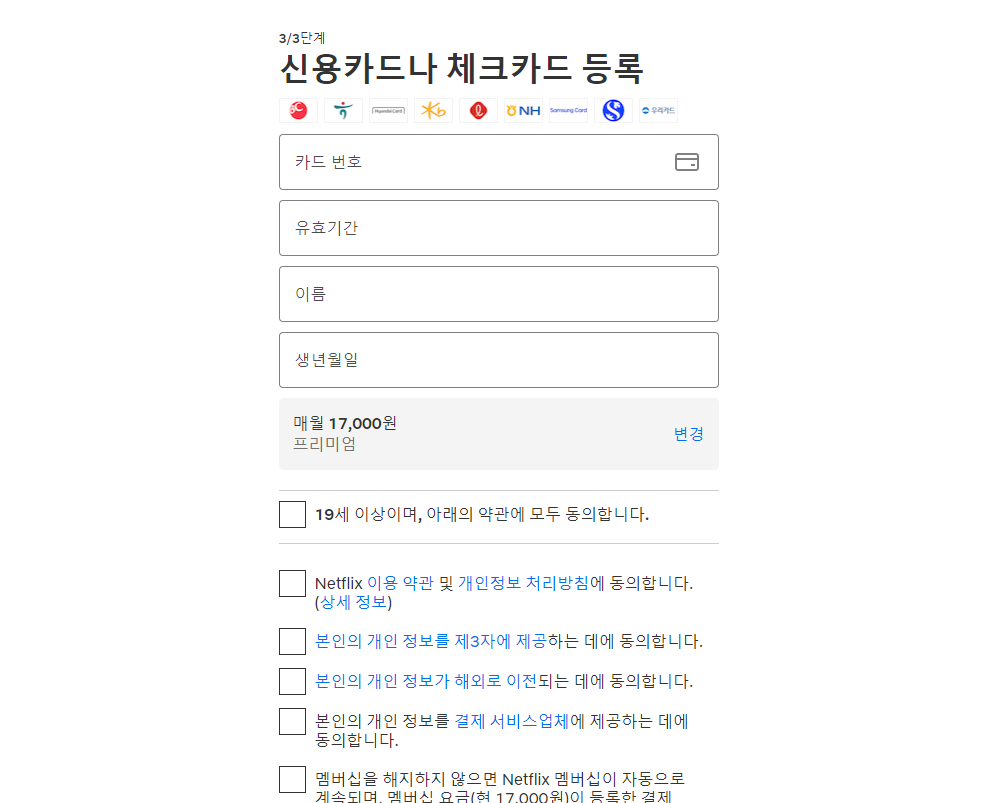 3/3단계
신용카드나 체크카드 등록
HyundaiCard
NH
Samsung Card
우리카드
카드 번호
유효기간
이름
생년월일
매월 17,000원
프리미엄
변경
19세 이상이며, 아래의 약관에 모두 동의합니다.
Netflix 이용 약관 및 개인정보 처리방침에 동의합니다.
(상세 정보)
본인의 개인 정보를 제3자에 제공하는 데에 동의합니다.
본인의 개인 정보가 해외로 이전되는 데에 동의합니다.
본인의 개인 정보를 결제 서비스업체에 제공하는 데에
동의합니다.
멤버십을 해지하지 않으면 Netflix 멤버십이 자동으로
계속되며, 멤버십 요금(현 17,000원)이 등록한 결제